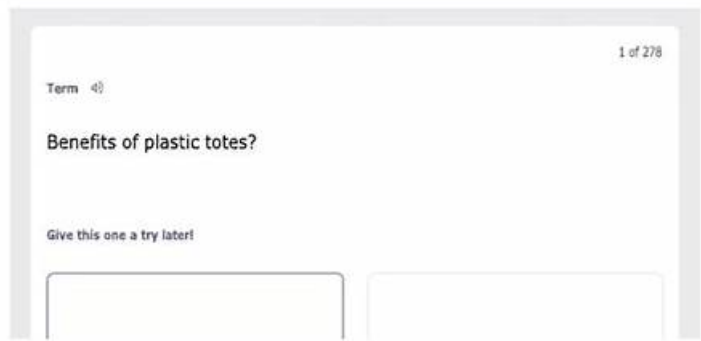 1 of 278
Term
Benefits of plastic totes?
Give this one a try later!